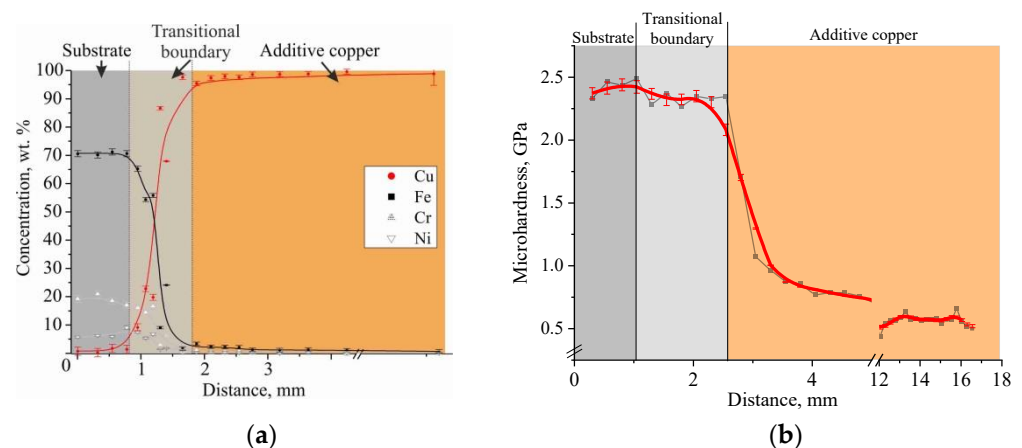 Substrate
Transitional
boundary
Additive copper
Concentration, wt. %
100
90
80
70
60
50
40
30
20
10
0
1
2
3
Distance, mm
Cu
Fe
Cr
Ni
(a)
Substrate
Transitional
boundary
Additive copper
Microhardness, GPa
2.5
2.0
1.5
1.0
0.5
0
2
4
12
14
16
18
Distance, mm
(b)